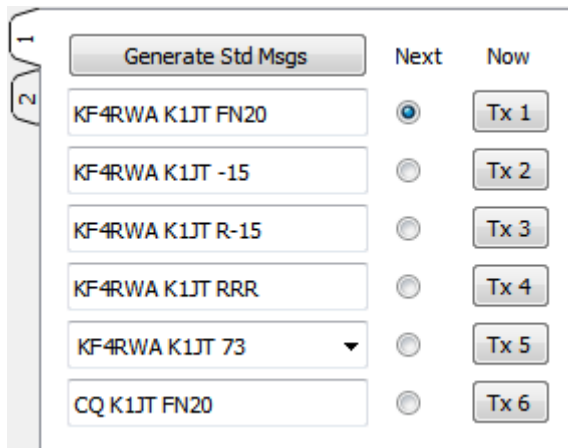 1
Generate Std Msgs Next Now
2
KF4RWA K1JT FN20 Tx 1
KF4RWA K1JT -15 Tx 2
KF4RWA K1JT R-15 Tx 3
KF4RWA K1JT RRR Tx 4
KF4RWA K1JT 73 Tx 5
CQ K1JT FN20 Tx 6